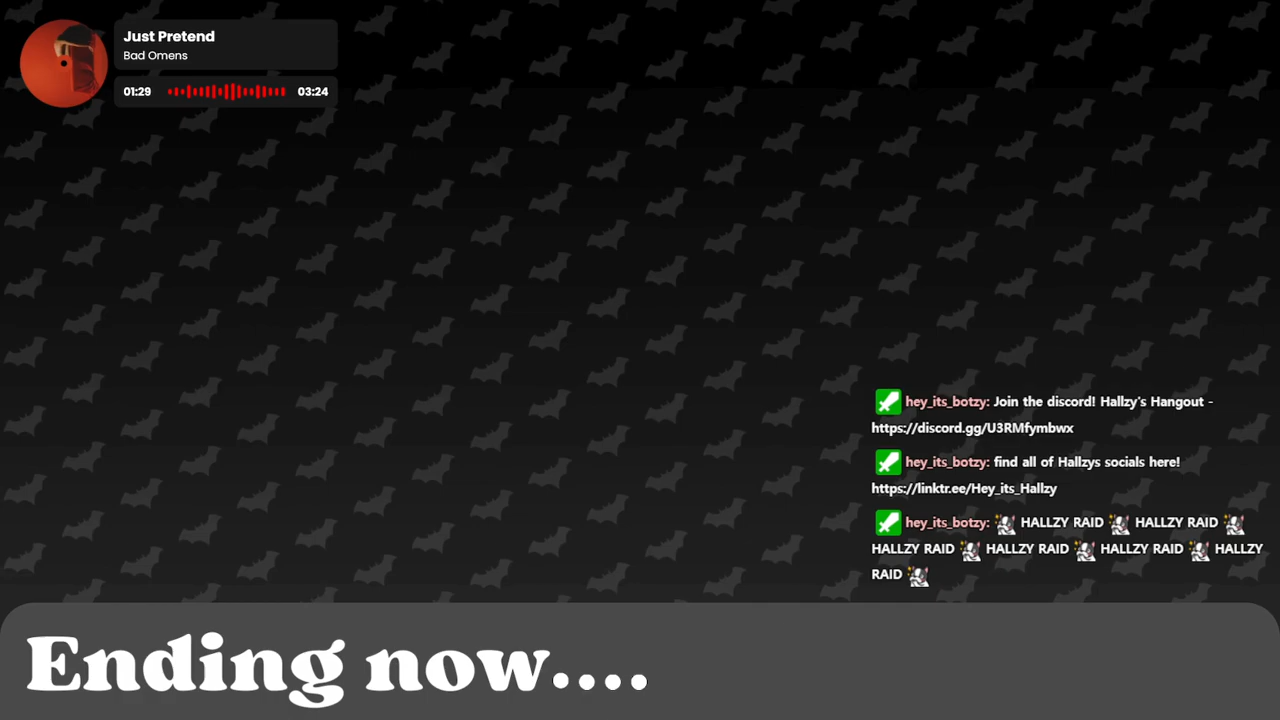 Just Pretend
Bad Omens
01:29 03:24
hey_its_botzy: Join the discord! Hallzy's Hangout -
https://discord.gg/U3RMfymbwx
hey_its_botzy: find all of Hallzys socials here!
https://linktr.ee/Hey_its_Hallzy
hey_its_botzy: HALLZY RAID HALLZY RAID
HALLZY RAID HALLZY RAID HALLZY RAID HALLZY
RAID
Ending now....